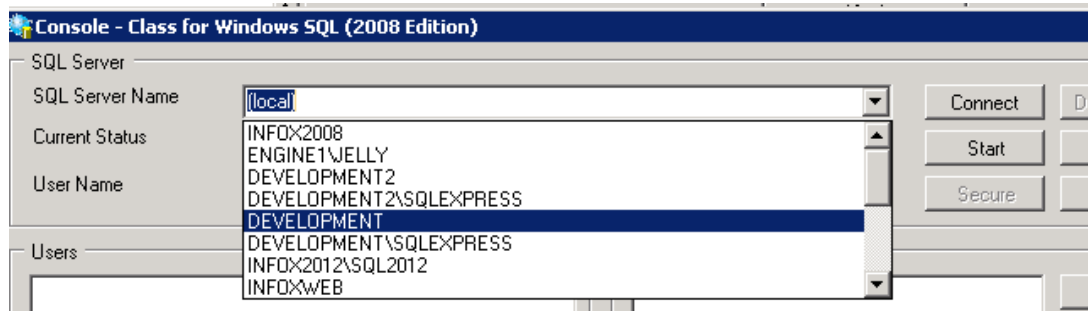 Console - Class for Windows SQL (2008 Edition)
SQL Server
SQL Server Name
(local)
Connect
D
Current Status
INFOX2008
Start
ENGINE1\JELLY
User Name
DEVELOPMENT2
Secure
DEVELOPMENT2\SQLEXPRESS
DEVELOPMENT
Users
DEVELOPMENT\SQLEXPRESS
INFOX2012\SQL2012
INFOXWEB